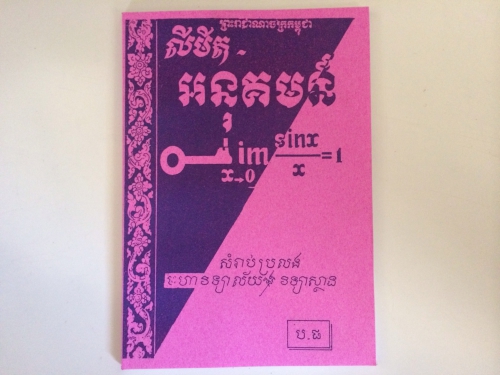 ព្រះរាជាណាចក្រកម្ពុជា
លីមីត -
អនុគមន៍
lim sinx/x = 1
x→0
សំរាប់ប្រលង
មហាវិទ្យាល័យ វិទ្យាស្ថាន
ប.ធ